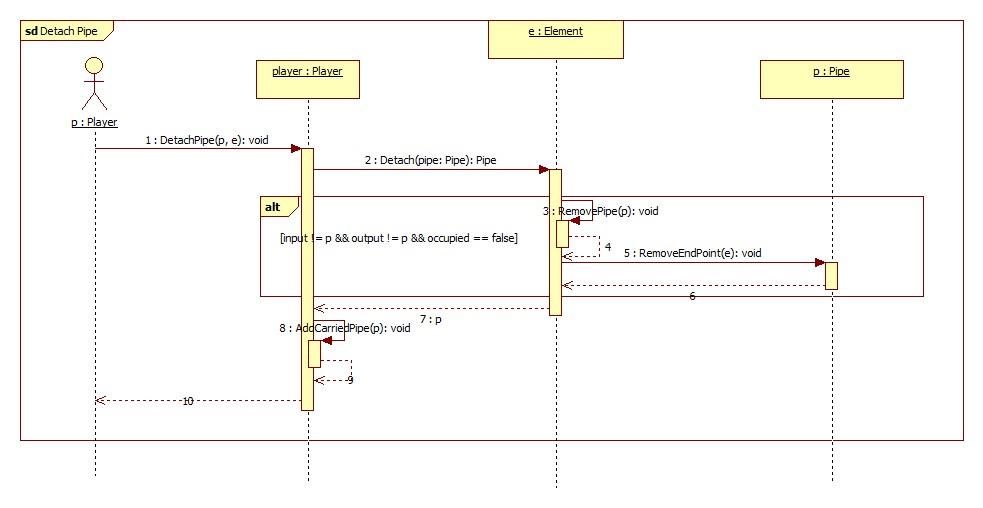 sd Detach Pipe
e : Element
player : Player
p : Pipe
p : Player
1 : DetachPipe(p, e): void
2 : Detach(pipe: Pipe): Pipe
alt
3 : RemovePipe(p): void
[input != p && output != p && occupied == false]
4
5 : RemoveEndPoint(e): void
6
7 : p
8 : AddCarriedPipe(p): void
9
10